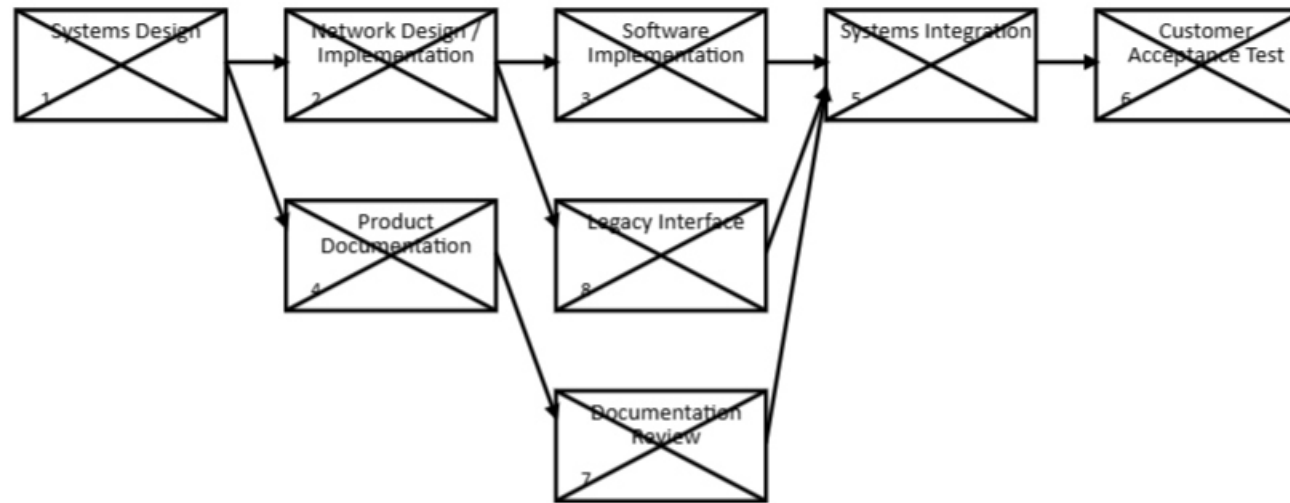 Systems Design
1
Network Design /
Implementation
2
Software
Implementation
3
Systems Integration
5
Customer
Acceptance Test
6
Product
Documentation
4
Legacy Interface
8
Documentation
Review
7